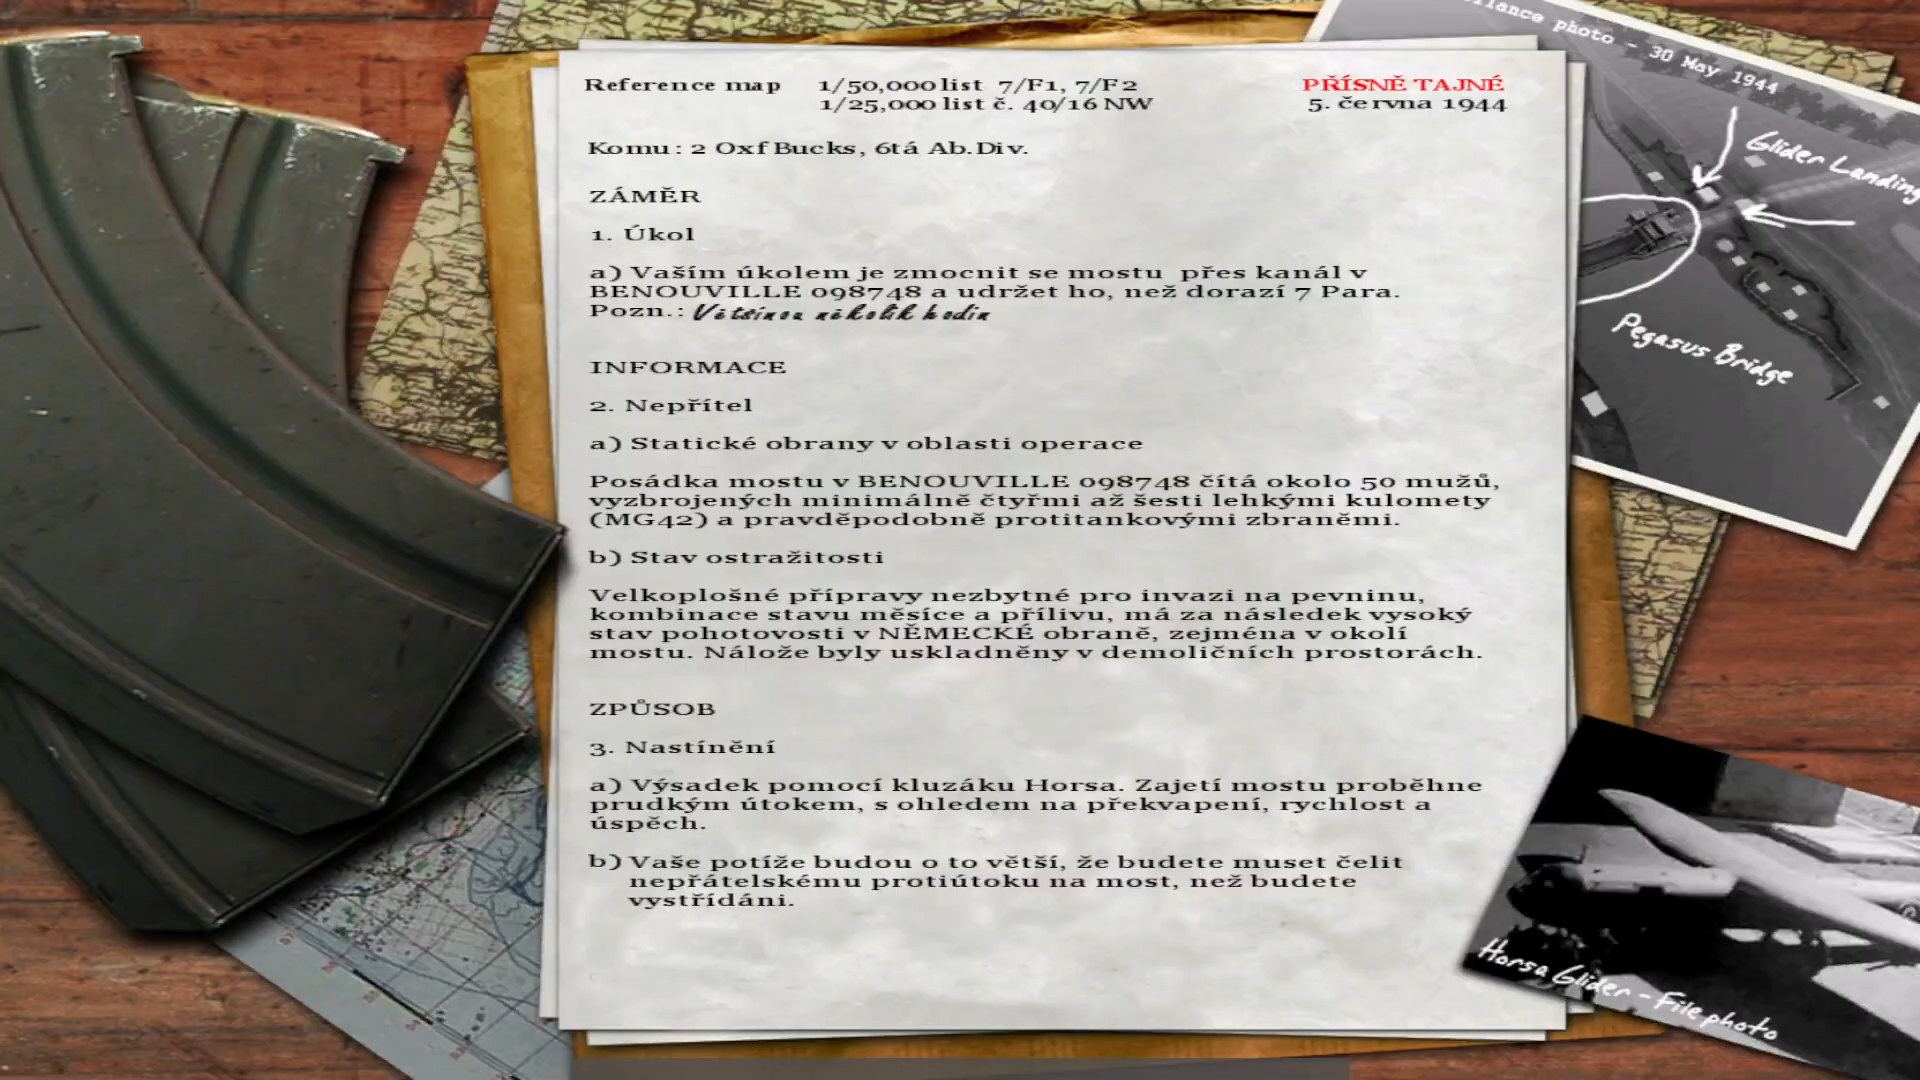 Reference map 1/50,000 list 7/F1, 7/F2
1/25,000 list č. 40/16 NW
PŘÍSNĚ TAJNÉ
5. června 1944
Komu: 2 Oxf Bucks, 6tá Ab.Div.
ZÁMĚR
1. Úkol
a) Vaším úkolem je zmocnit se mostu přes kanál v
BENOUVILLE 098748 a udržet ho, než dorazí 7 Para.
Pozn.: Většinou několik hodin
INFORMACE
2. Nepřítel
a) Statické obrany v oblasti operace
Posádka mostu v BENOUVILLE 098748 čítá okolo 50 mužů,
vyzbrojených minimálně čtyřmi až šesti lehkými kulomety
(MG42) a pravděpodobně protitankovými zbraněmi.
b) Stav ostražitosti
Velkoplošné přípravy nezbytné pro invazi na pevninu,
kombinace stavu měsíce a přílivu, má za následek vysoký
stav pohotovosti v NĚMECKÉ obraně, zejména v okolí
mostu. Nálože byly uskladněny v demoličních prostorách.
ZPŮSOB
3. Nastínění
a) Výsadek pomocí kluzáku Horsa. Zajetí mostu proběhne
prudkým útokem, s ohledem na překvapení, rychlost a
úspěch.
b) Vaše potíže budou o to větší, že budete muset čelit
nepřátelskému protiútoku na most, než budete
vystřídáni.
photo - 30 May 1944
Glider Landing
Pegasus Bridge
Horsa Glider - File photo